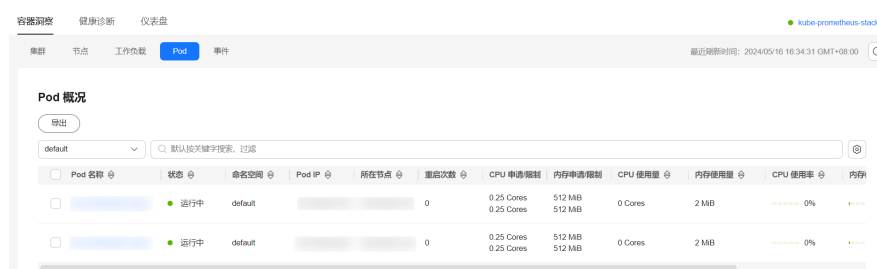 容器洞察 健康诊断 仪表盘
kube-prometheus-stack
集群 节点 工作负载 Pod 事件
最近刷新时间：2024/05/16 16:34:31 GMT+08:00
Pod 概况
导出
default 默认按关键字搜索、过滤
Pod 名称 状态 命名空间 Pod IP 所在节点 重启次数 CPU 申请/限制 内存申请/限制 CPU 使用量 内存使用量 CPU 使用率
运行中 default 0 0.25 Cores 512 MiB 0 Cores 2 MiB 0%
0.25 Cores 512 MiB
运行中 default 0 0.25 Cores 512 MiB 0 Cores 2 MiB 0%
0.25 Cores 512 MiB